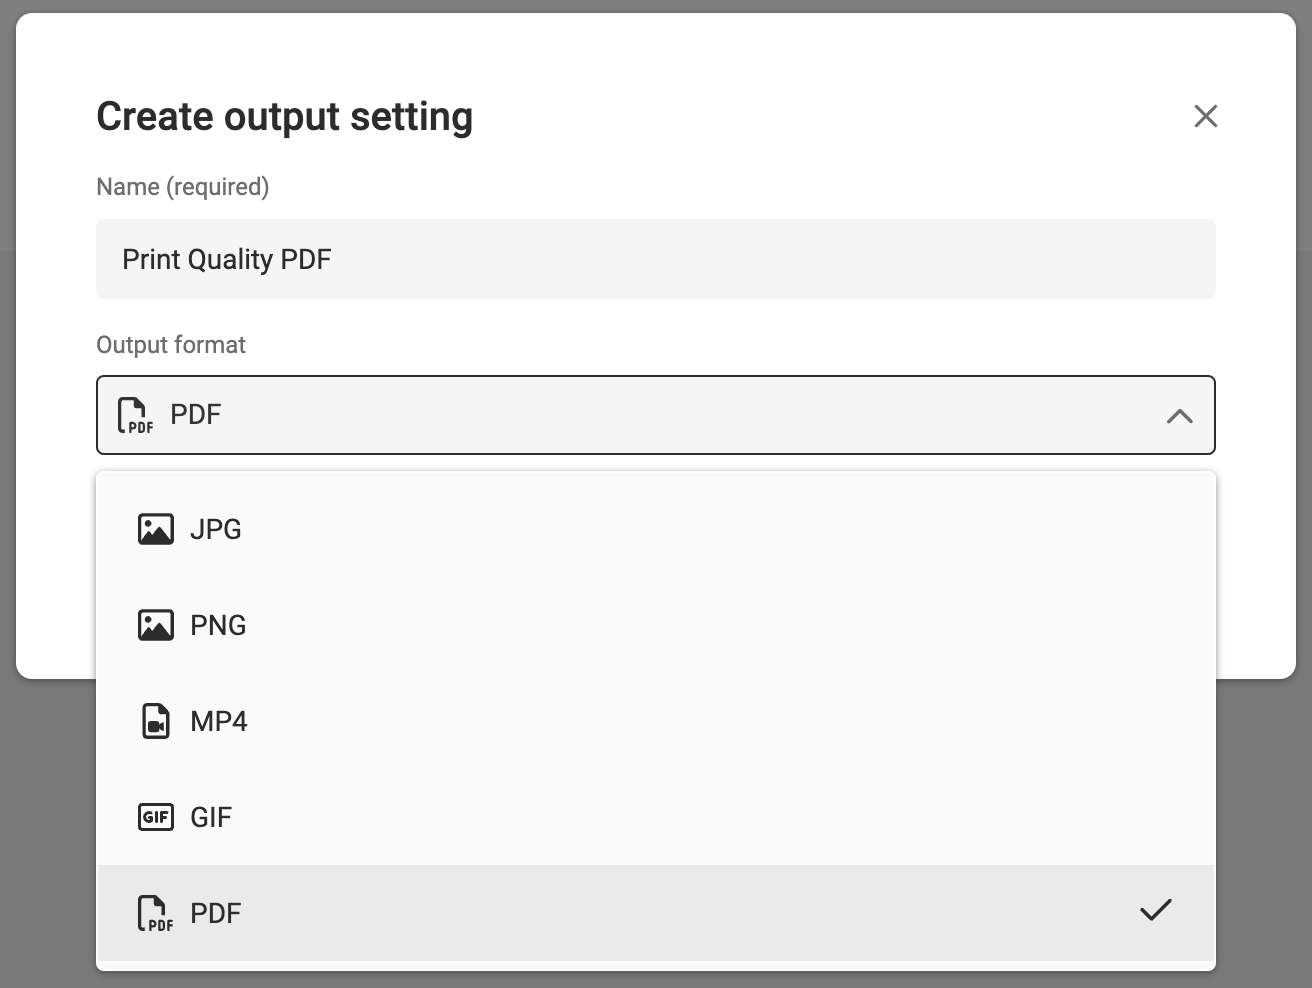 Create output setting
Name (required)
Print Quality PDF
Output format
PDF PDF
JPG
PNG
MP4
GIF GIF
PDF PDF